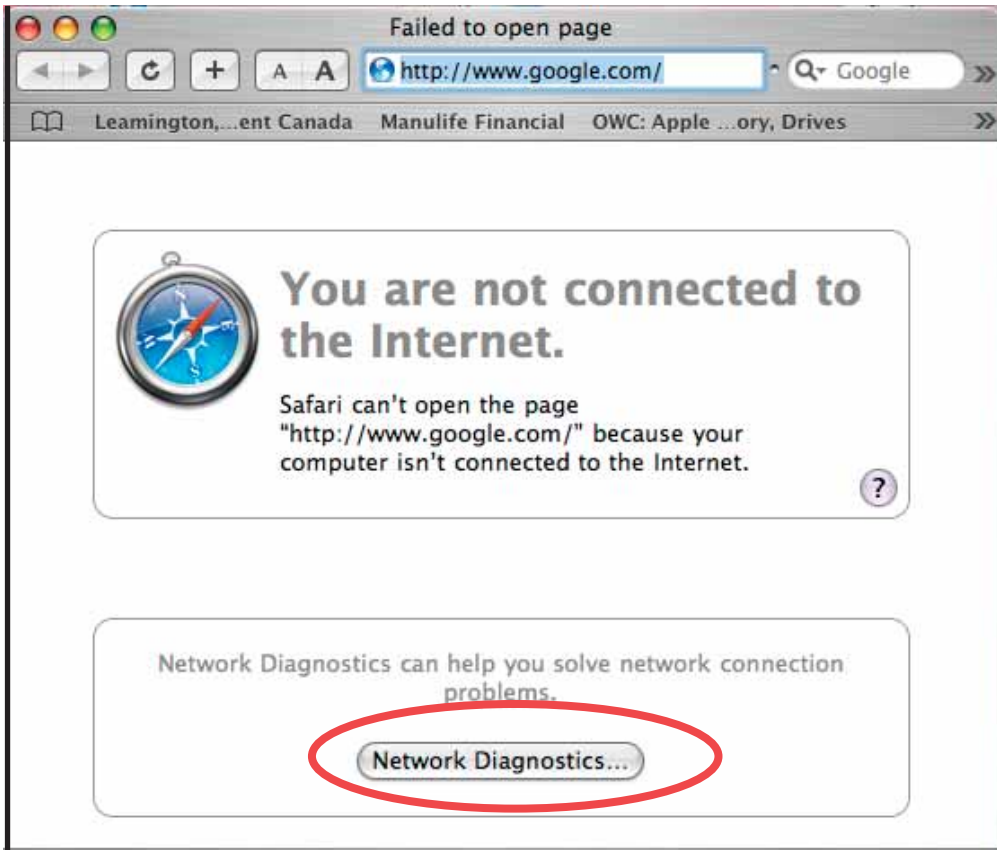 Failed to open page
A A http://www.google.com/ Q Google
Leamington,...ent Canada Manulife Financial OWC: Apple ...ory, Drives
You are not connected to
the Internet.
Safari can't open the page
"http://www.google.com/" because your
computer isn't connected to the Internet.
?
Network Diagnostics can help you solve network connection
problems.
Network Diagnostics...